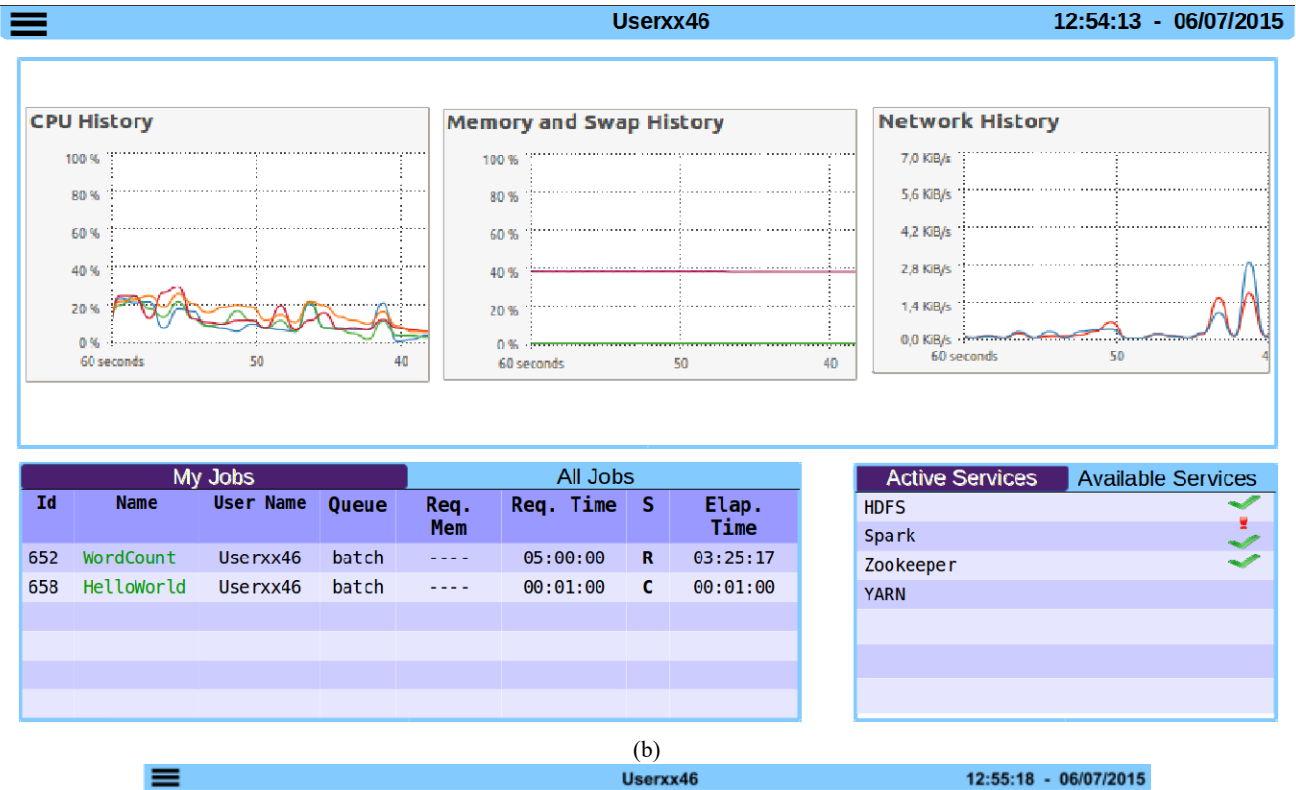 Userxx46 12:54:13 - 06/07/2015
CPU History
100 %
80 %
60 %
40 %
20 %
0 %
60 seconds 50 40
Memory and Swap History
100 %
80 %
60 %
40 %
20 %
0 %
60 seconds 50 40
Network History
7,0 KiB/s
5,6 KiB/s
4,2 KiB/s
2,8 KiB/s
1,4 KiB/s
0,0 KiB/s
60 seconds 50 4
My Jobs All Jobs
Id Name User Name Queue Req. Mem Req. Time S Elap. Time
652 WordCount Userxx46 batch ---- 05:00:00 R 03:25:17
658 HelloWorld Userxx46 batch ---- 00:01:00 C 00:01:00
Active Services Available Services
HDFS
Spark
Zookeeper
YARN
(b)
Userxx46 12:55:18 - 06/07/2015